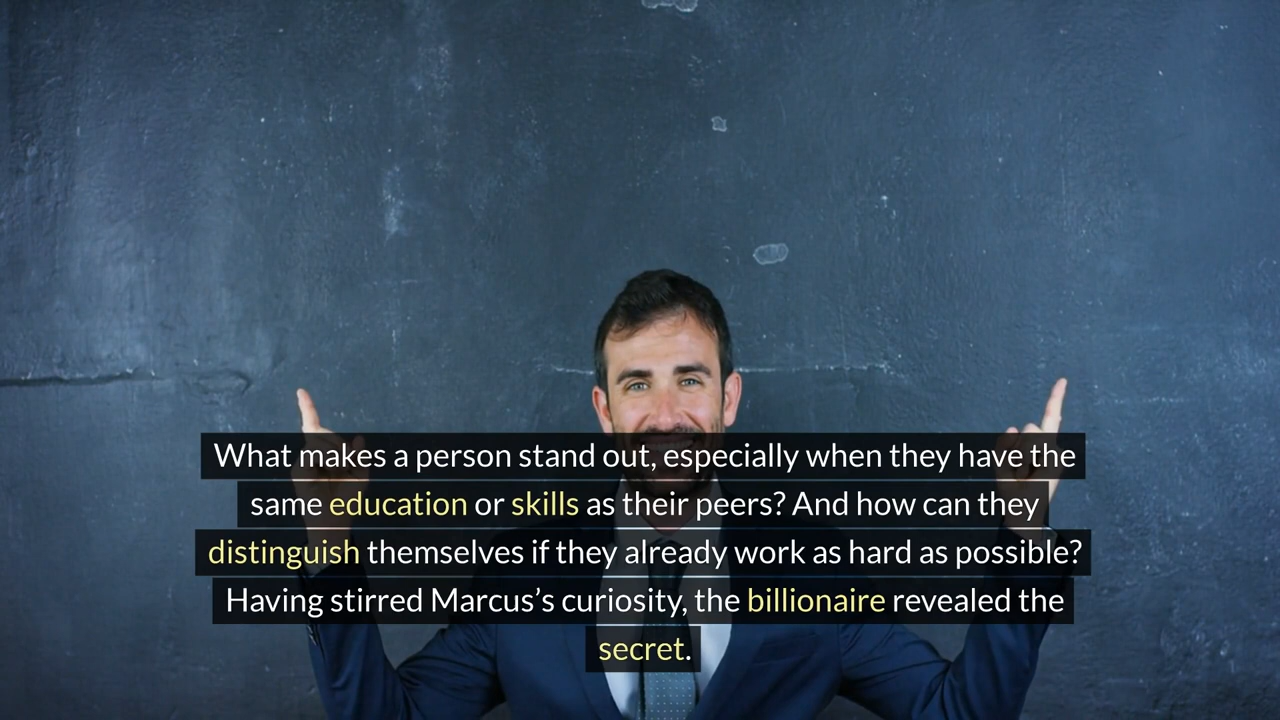 What makes a person stand out, especially when they have the
same education or skills as their peers? And how can they
distinguish themselves if they already work as hard as possible?
Having stirred Marcus’s curiosity, the billionaire revealed the
secret.